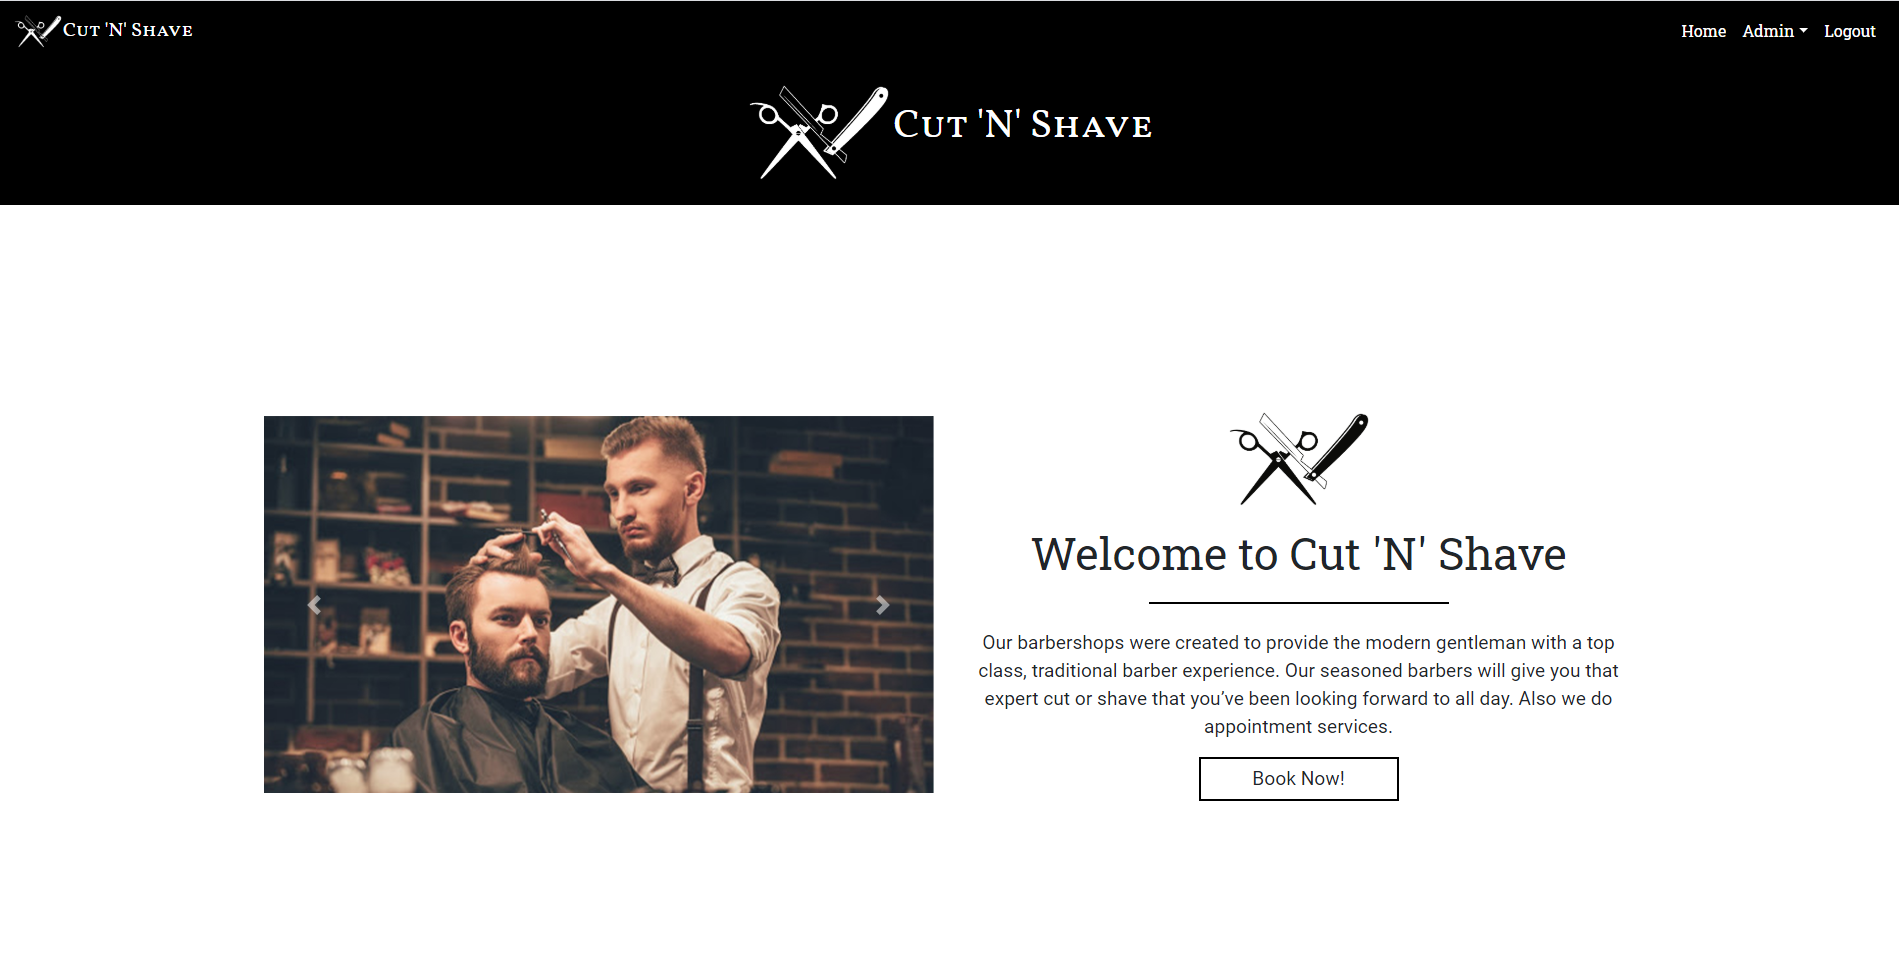 Cut 'N' Shave
Home Admin Logout
Cut 'N' Shave
Welcome to Cut 'N' Shave
Our barbershops were created to provide the modern gentleman with a top
class, traditional barber experience. Our seasoned barbers will give you that
expert cut or shave that you’ve been looking forward to all day. Also we do
appointment services.
Book Now!